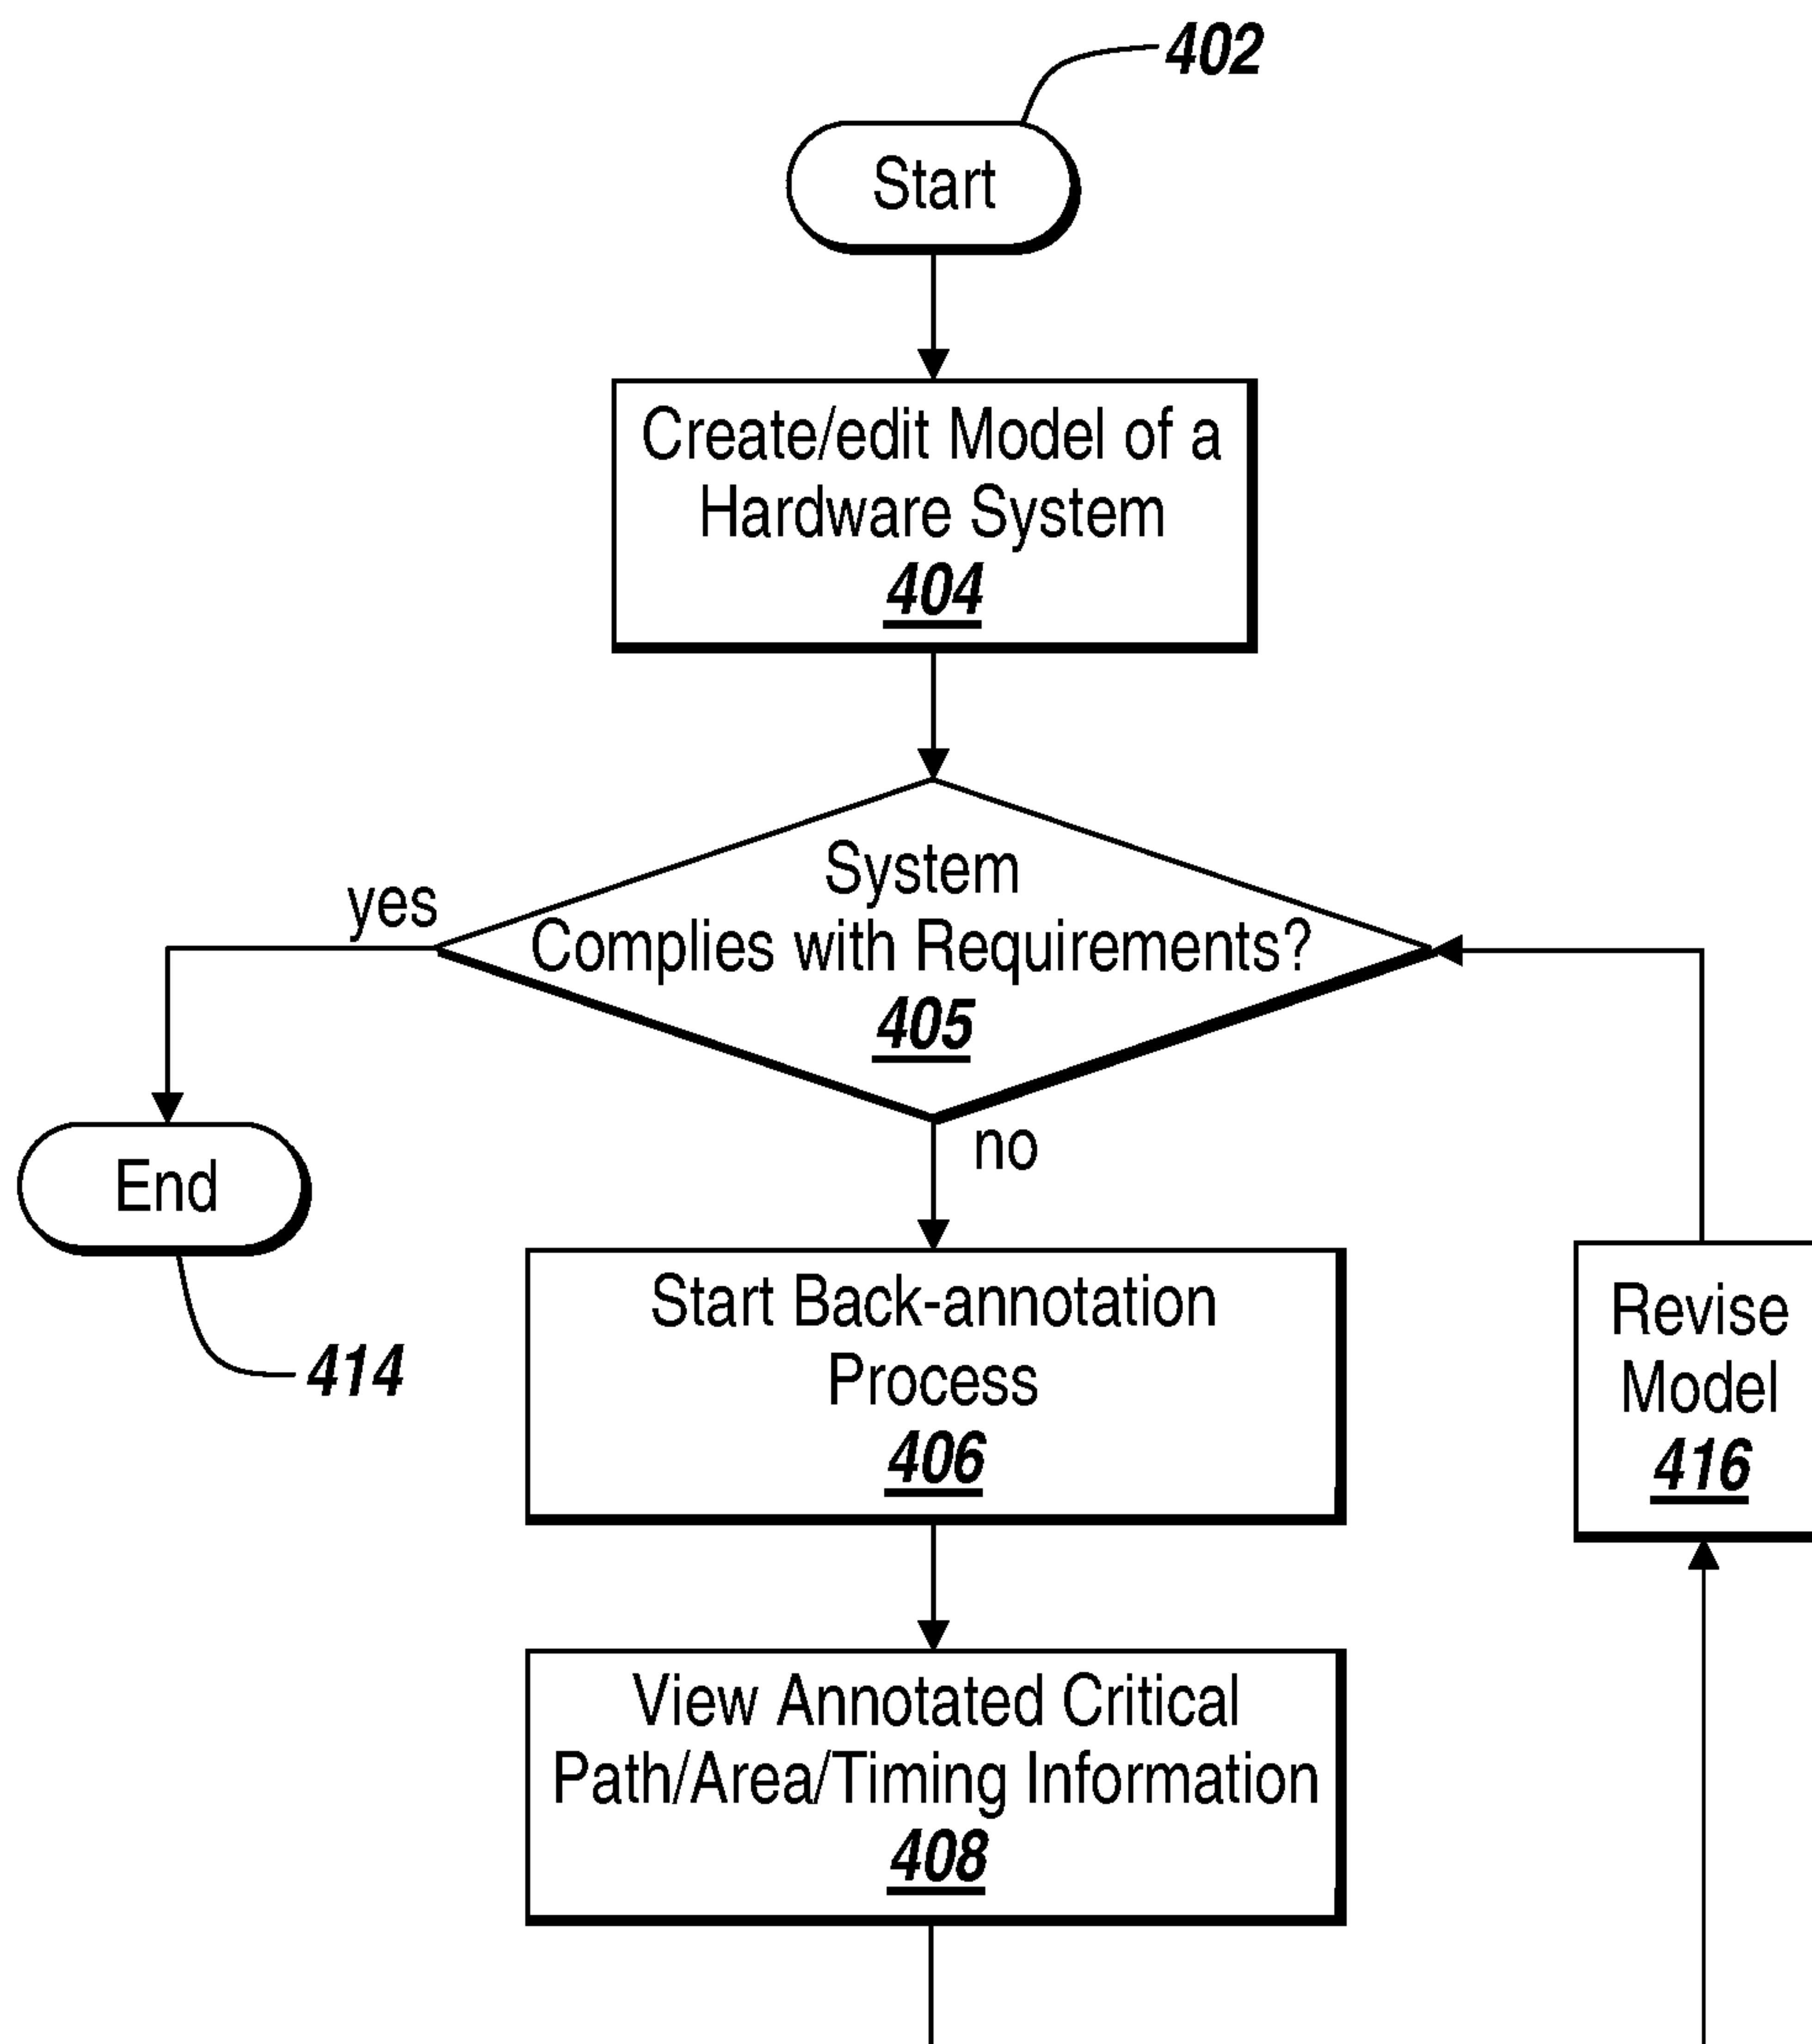 402
Start
Create/edit Model of a
Hardware System
404
System
Complies with Requirements?
405
yes
no
End
414
Start Back-annotation
Process
406
Revise
Model
416
View Annotated Critical
Path/Area/Timing Information
408